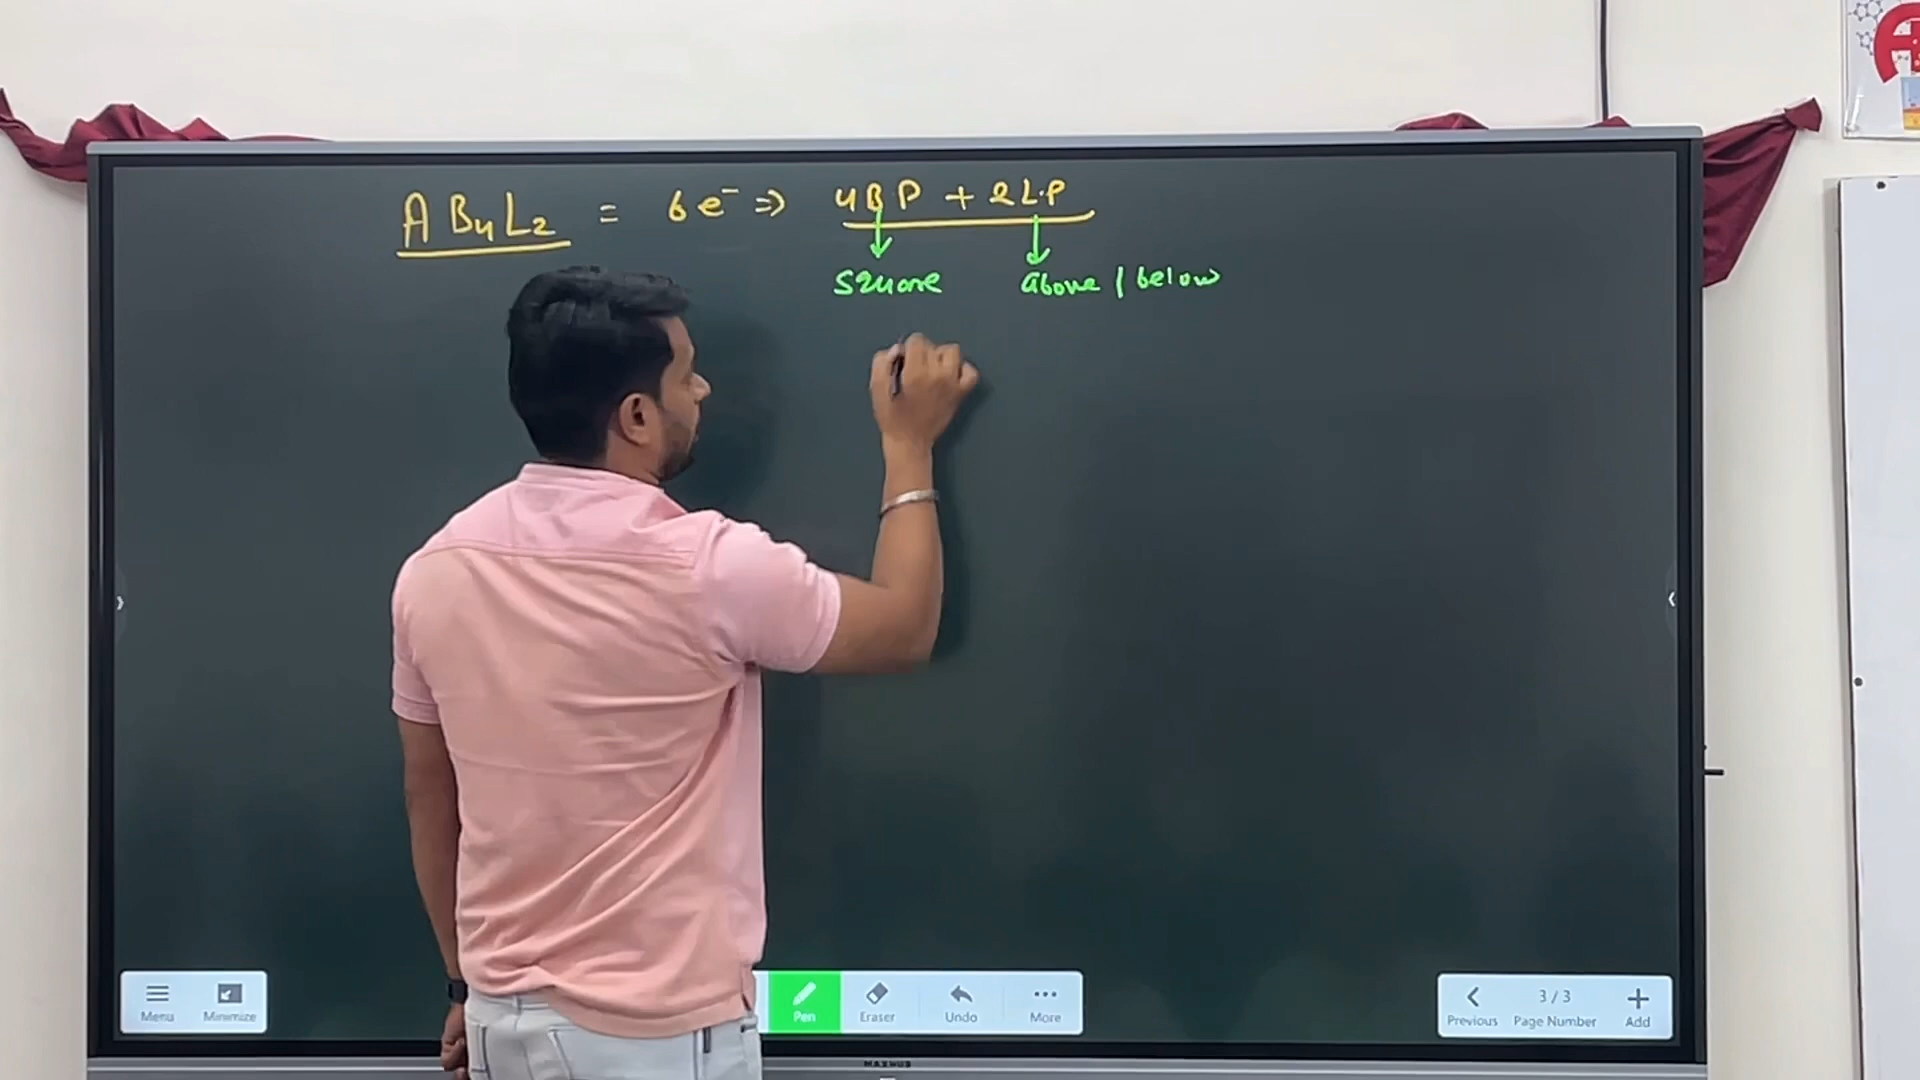 AB₄L₂ = 6e⁻ ⇒ 4BP + 2L.P
↓ ↓
Square above / below
Menu Minimize Pen Eraser Undo More Previous 3/3 Page Number Add
MAXHUB